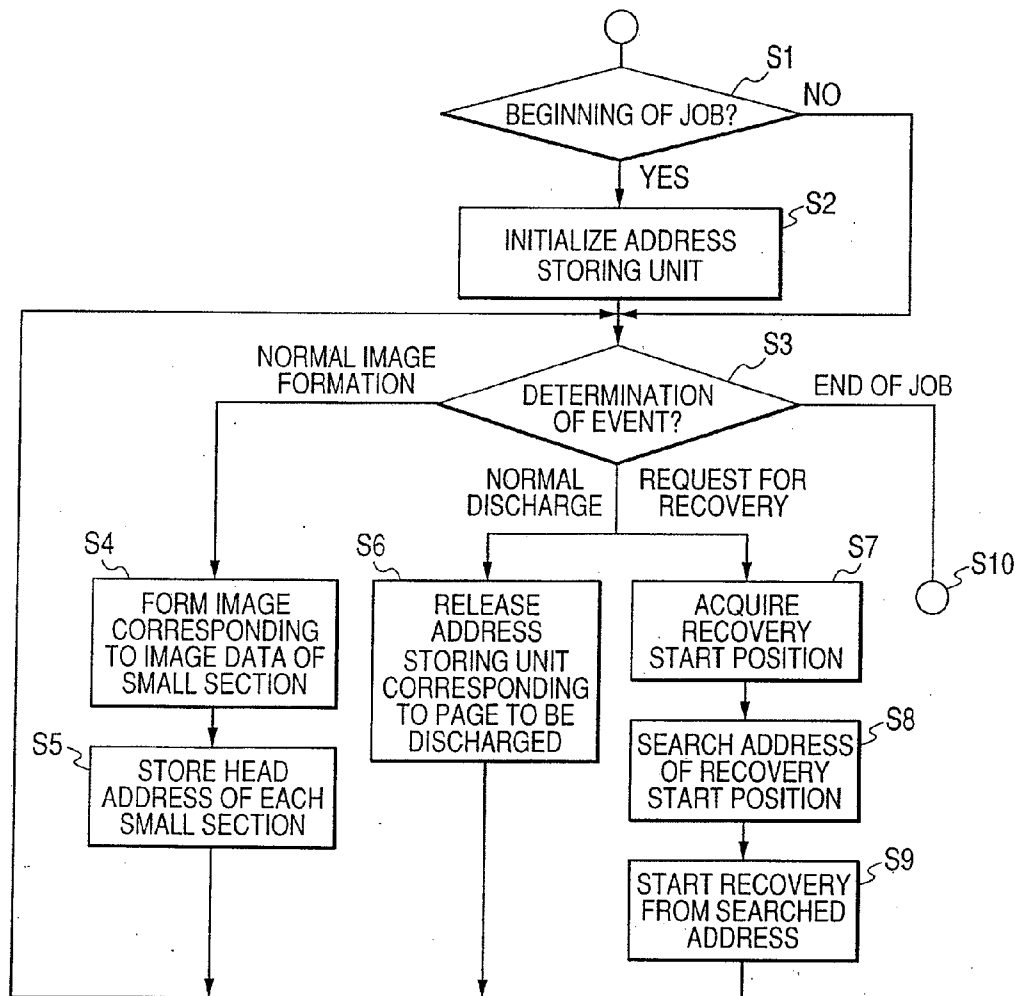 S1
BEGINNING OF JOB?
NO
YES
S2
INITIALIZE ADDRESS
STORING UNIT
NORMAL IMAGE
FORMATION
S3
DETERMINATION
OF EVENT?
END OF JOB
NORMAL
DISCHARGE
REQUEST FOR
RECOVERY
S4
FORM IMAGE
CORRESPONDING
TO IMAGE DATA OF
SMALL SECTION
S5
STORE HEAD
ADDRESS OF EACH
SMALL SECTION
S6
RELEASE
ADDRESS
STORING UNIT
CORRESPONDING
TO PAGE TO BE
DISCHARGED
S7
ACQUIRE
RECOVERY
START POSITION
S8
SEARCH ADDRESS
OF RECOVERY
START POSITION
S9
START RECOVERY
FROM SEARCHED
ADDRESS
S10